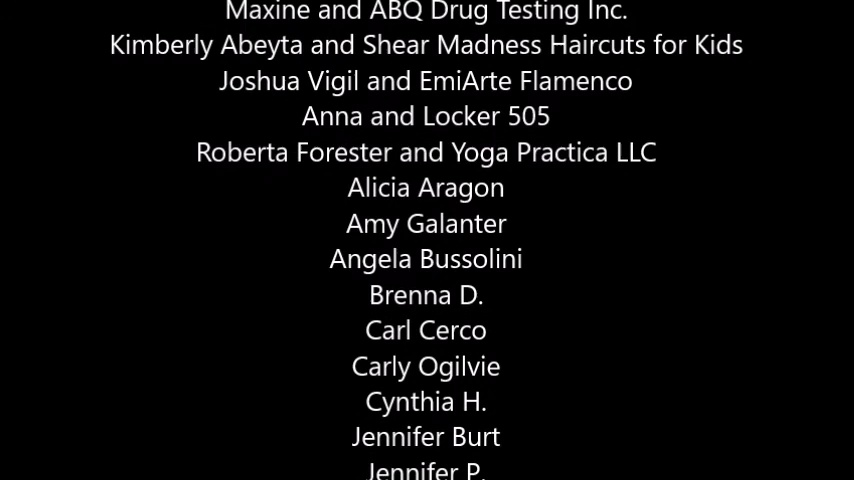 Maxine and ABQ Drug Testing Inc.
Kimberly Abeyta and Shear Madness Haircuts for Kids
Joshua Vigil and EmiArte Flamenco
Anna and Locker 505
Roberta Forester and Yoga Practica LLC
Alicia Aragon
Amy Galanter
Angela Bussolini
Brenna D.
Carl Cerco
Carly Ogilvie
Cynthia H.
Jennifer Burt
Jennifer P.